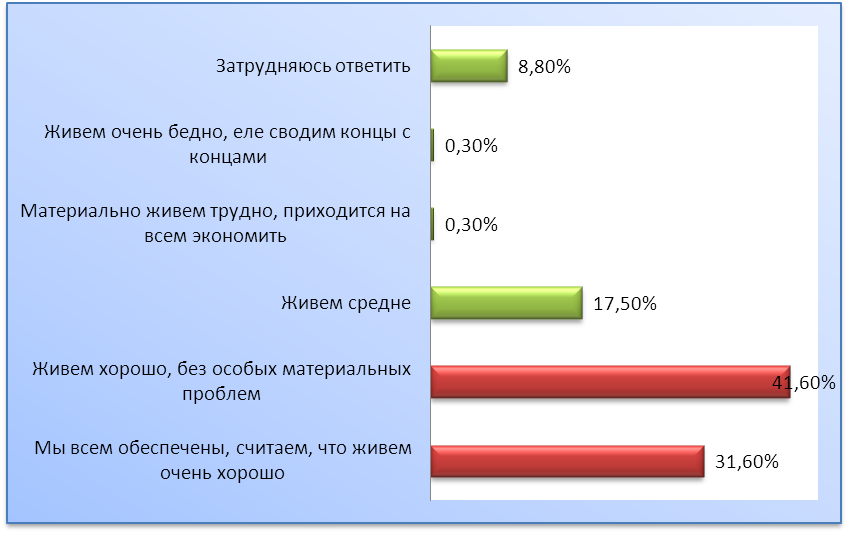 Затрудняюсь ответить
8,80%
Живем очень бедно, еле сводим концы с
концами
0,30%
Материально живем трудно, приходится на
всем экономить
0,30%
Живем средне
17,50%
Живем хорошо, без особых материальных
проблем
41,60%
Мы всем обеспечены, считаем, что живем
очень хорошо
31,60%